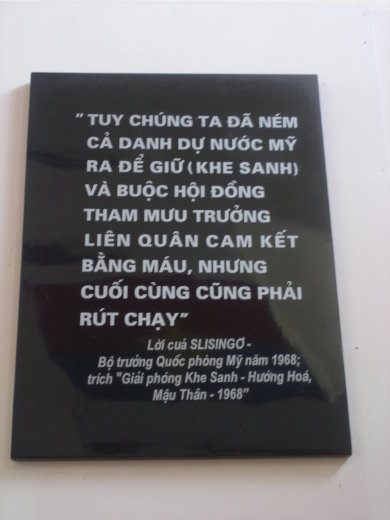 "TUY CHÚNG TA ĐÃ NÉM
CẢ DANH DỰ NƯỚC MỸ
RA ĐỂ GIỮ (KHE SANH)
VÀ BUỘC HỘI ĐỒNG
THAM MƯU TRƯỞNG
LIÊN QUÂN CAM KẾT
BẰNG MÁU, NHƯNG
CUỐI CÙNG CŨNG PHẢI
RÚT CHẠY"
Lời cuả SLISINGƠ -
Bộ trưởng Quốc phòng Mỹ năm 1968;
trích "Giải phóng Khe Sanh - Hướng Hoá,
Mậu Thân - 1968"